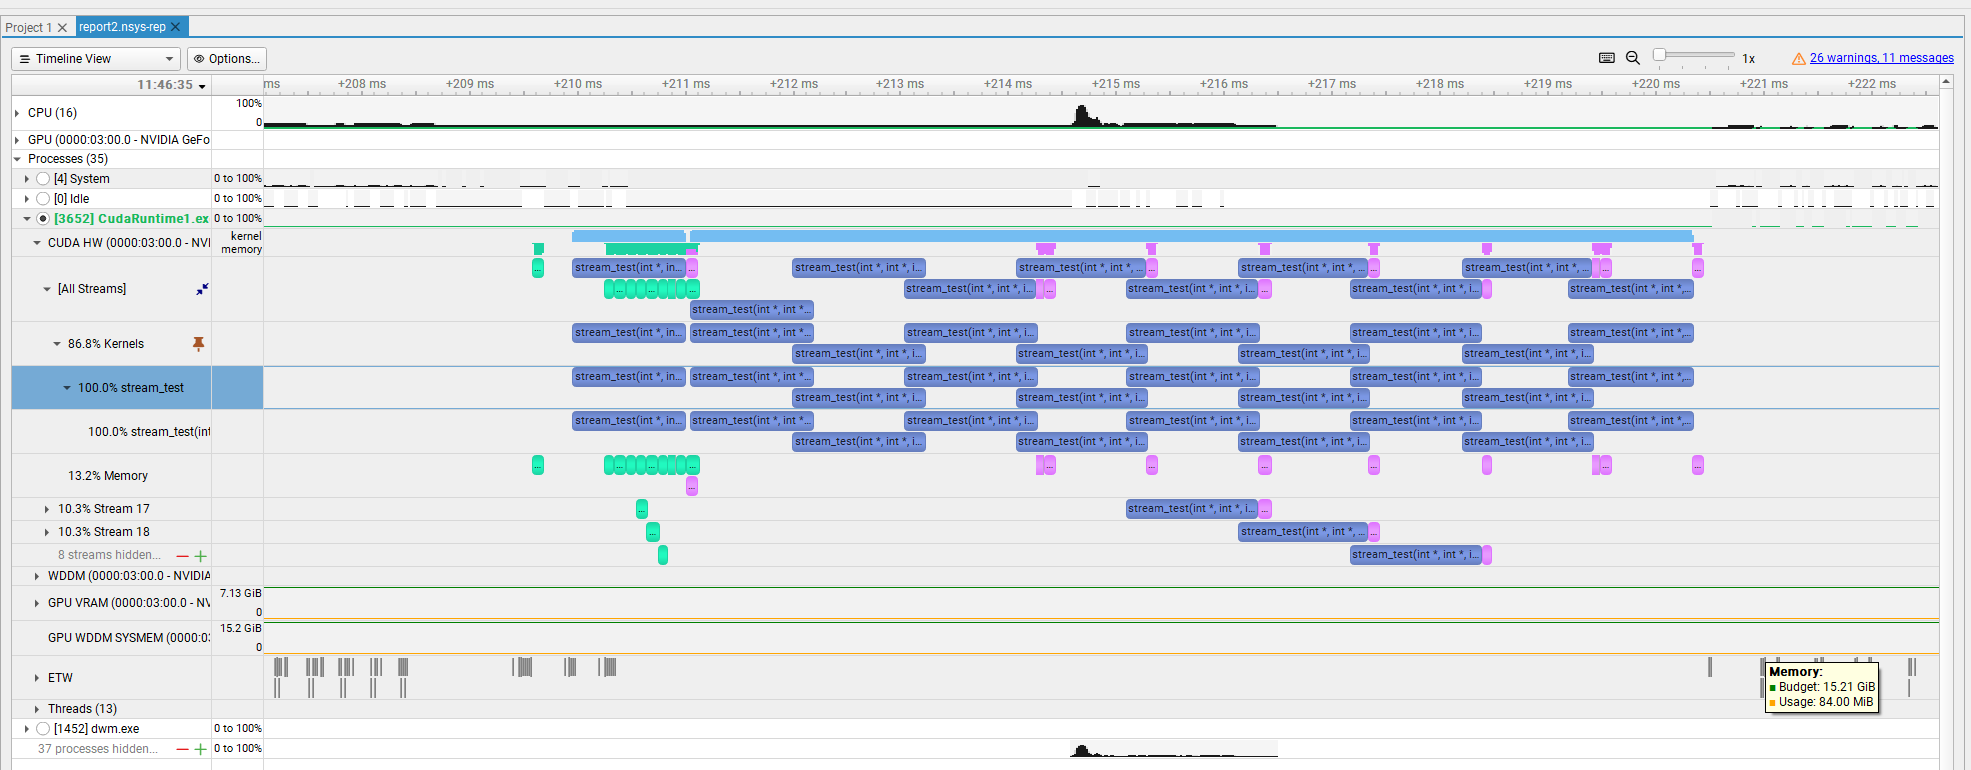 Project 1
report2.nsys-rep
Timeline View
Options...
1x
26 warnings, 11 messages
11:46:35
ms +208 ms +209 ms +210 ms +211 ms +212 ms +213 ms +214 ms +215 ms +216 ms +217 ms +218 ms +219 ms +220 ms +221 ms +222 ms
CPU (16)
100%
0
GPU (0000:03:00.0 - NVIDIA GeFo
Processes (35)
[4] System
0 to 100%
[0] Idle
0 to 100%
[3652] CudaRuntime1.ex
0 to 100%
CUDA HW (0000:03:00.0 - NVI
kernel
memory
[All Streams]
... stream_test(int *, in... ... stream_test(int *, int *, i... stream_test(int *, int *, i... ... stream_test(int *, int *, ... ... stream_test(int *, int *, i... ... ...
... stream_test(int *, int *, i... ... stream_test(int *, int *, i... ... stream_test(int *, int *, i... stream_test(int *, int *,...
stream_test(int *, int *...
86.8% Kernels
stream_test(int *, in... stream_test(int *, int *... stream_test(int *, int *, i... stream_test(int *, int *, i... stream_test(int *, int *, i... stream_test(int *, int *,...
stream_test(int *, int *, i... stream_test(int *, int *, i... stream_test(int *, int *, i... stream_test(int *, int *, i...
100.0% stream_test
stream_test(int *, in... stream_test(int *, int *... stream_test(int *, int *, i... stream_test(int *, int *, i... stream_test(int *, int *, i... stream_test(int *, int *,...
stream_test(int *, int *, i... stream_test(int *, int *, i... stream_test(int *, int *, i... stream_test(int *, int *, i...
100.0% stream_test(int
stream_test(int *, in... stream_test(int *, int *... stream_test(int *, int *, i... stream_test(int *, int *, i... stream_test(int *, int *, i... stream_test(int *, int *,...
stream_test(int *, int *, i... stream_test(int *, int *, i... stream_test(int *, int *, i... stream_test(int *, int *, i...
13.2% Memory
... ... ... ... ... ... ... ... ...
...
10.3% Stream 17
... stream_test(int *, int *, i... ...
10.3% Stream 18
... stream_test(int *, int *, ... ...
8 streams hidden...
... stream_test(int *, int *, i... ...
WDDM (0000:03:00.0 - NVIDIA
GPU VRAM (0000:03:00.0 - NV
7.13 GiB
0
GPU WDDM SYSMEM (0000:03
15.2 GiB
0
ETW
Memory:
Budget: 15.21 GiB
Usage: 84.00 MiB
Threads (13)
[1452] dwm.exe
0 to 100%
37 processes hidden...
0 to 100%